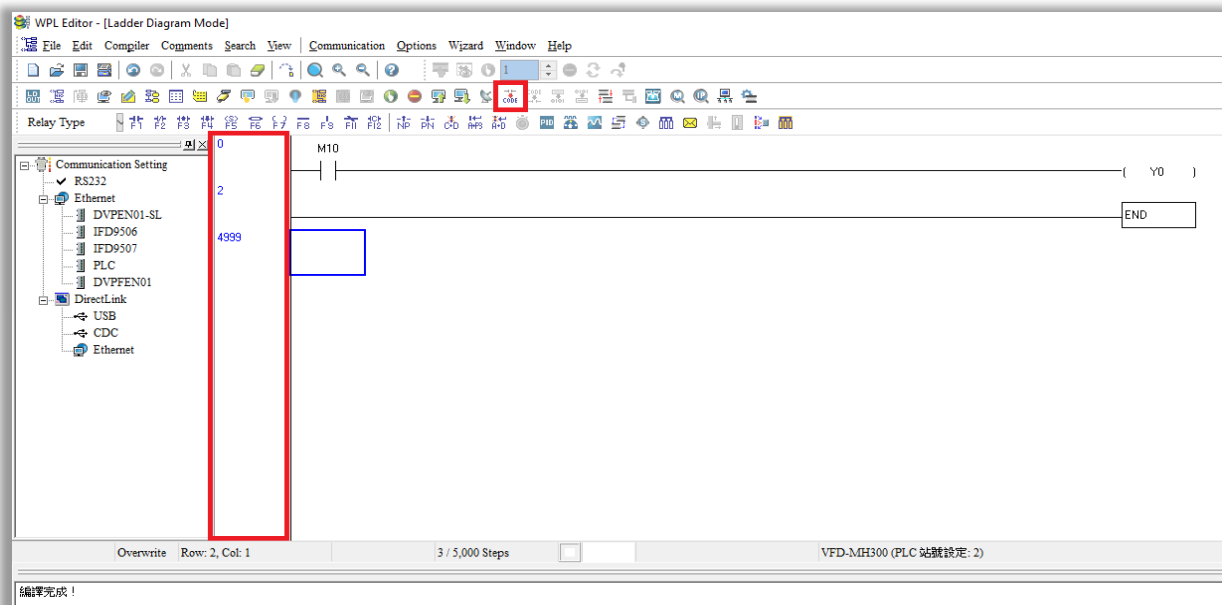 WPL Editor - [Ladder Diagram Mode]
File Edit Compiler Comments Search View Communication Options Wizard Window Help
1
CODE
Relay Type F1 F2 F3 F4 F5 F6 F7 F8 F9 F11 F12 NP PN PID
0
M10
Y0
Communication Setting
RS232
2
Ethernet
DVPEN01-SL
END
IFD9506
4999
IFD9507
PLC
DVPFEN01
DirectLink
USB
CDC
Ethernet
Overwrite Row: 2, Col: 1 3 / 5,000 Steps VFD-MH300 (PLC 站號設定: 2)
編譯完成！